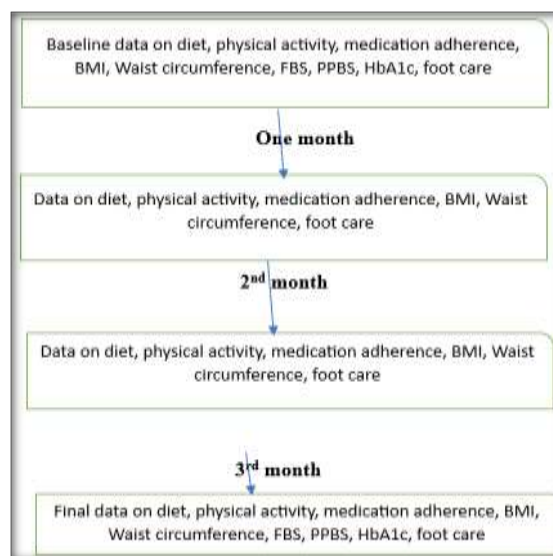 Baseline data on diet, physical activity, medication adherence,
BMI, Waist circumference, FBS, PPBS, HbA1c, foot care
One month
Data on diet, physical activity, medication adherence, BMI, Waist
circumference, foot care
2nd month
Data on diet, physical activity, medication adherence, BMI, Waist
circumference, foot care
3rd month
Final data on diet, physical activity, medication adherence, BMI,
Waist circumference, FBS, PPBS, HbA1c, foot care